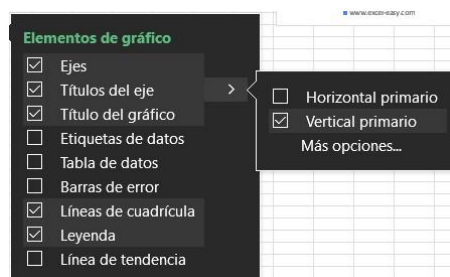 www.excel-easy.com
Elementos de gráfico
Ejes
Títulos del eje
Título del gráfico
Etiquetas de datos
Tabla de datos
Barras de error
Líneas de cuadrícula
Leyenda
Línea de tendencia
Horizontal primario
Vertical primario
Más opciones...